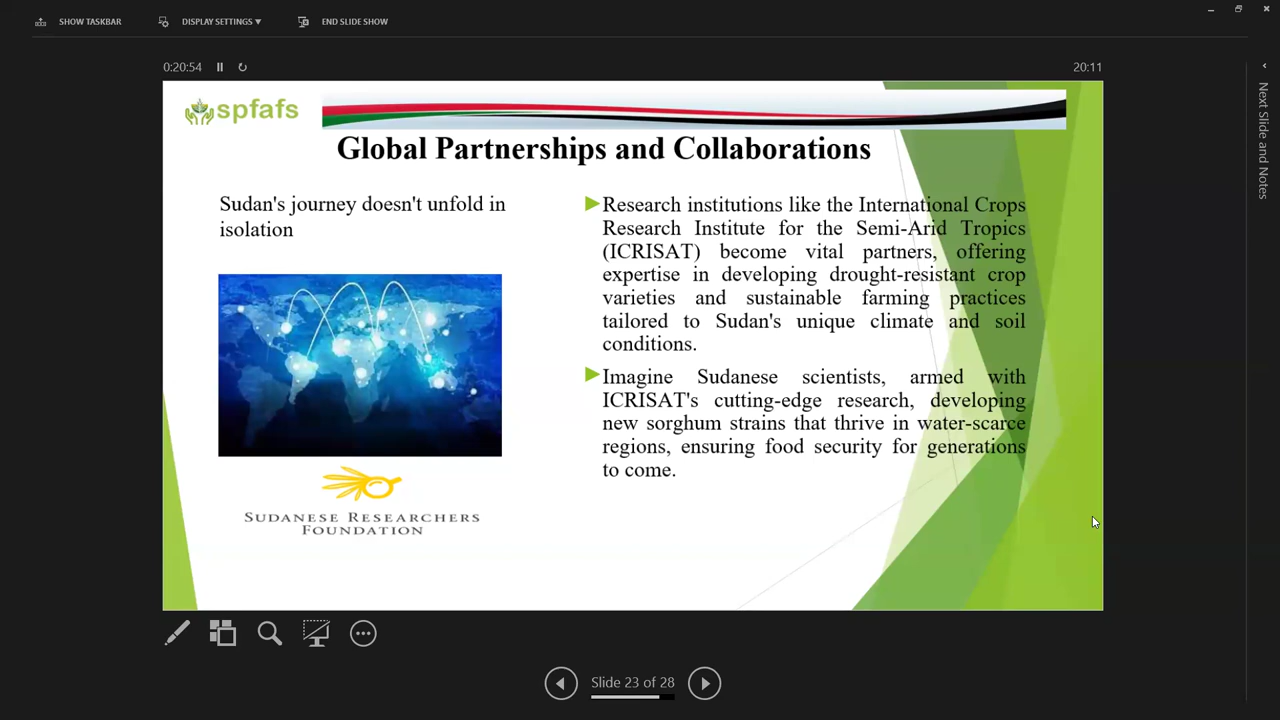 SHOW TASKBAR
DISPLAY SETTINGS
END SLIDE SHOW
0:20:54
20:11
spfafs
Global Partnerships and Collaborations
Sudan's journey doesn't unfold in
isolation
SUDANESE RESEARCHERS
FOUNDATION
Research institutions like the International Crops
Research Institute for the Semi-Arid Tropics
(ICRISAT) become vital partners, offering
expertise in developing drought-resistant crop
varieties and sustainable farming practices
tailored to Sudan's unique climate and soil
conditions.
Imagine Sudanese scientists, armed with
ICRISAT's cutting-edge research, developing
new sorghum strains that thrive in water-scarce
regions, ensuring food security for generations
to come.
Next Slide and Notes
Slide 23 of 28